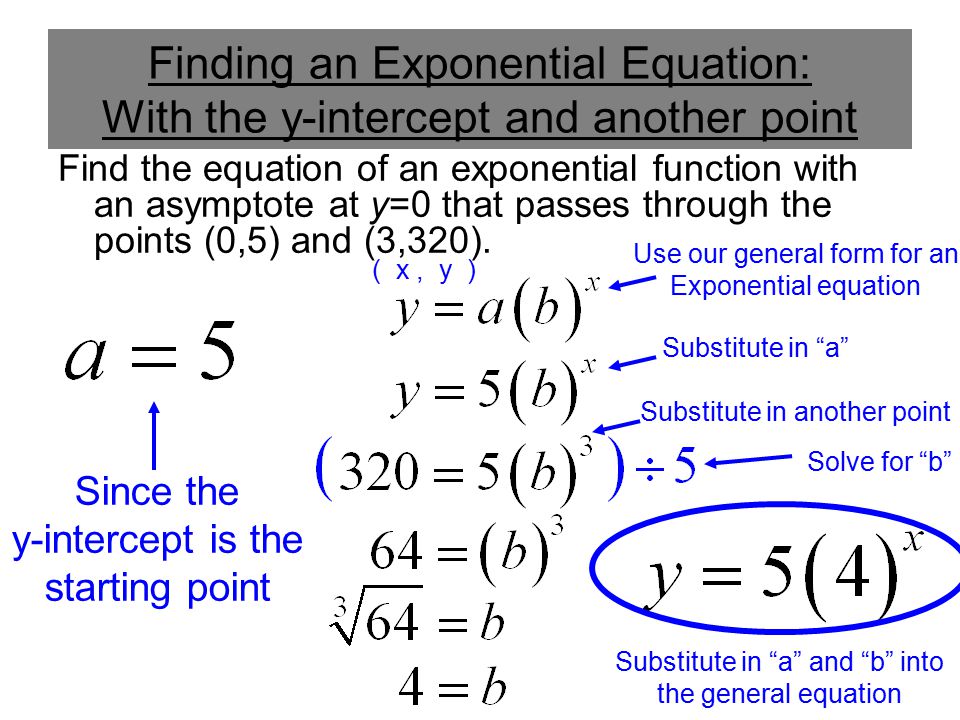 Finding an Exponential Equation:
With the y-intercept and another point
Find the equation of an exponential function with
an asymptote at y=0 that passes through the
points (0,5) and (3,320).
( x , y )
Use our general form for an
Exponential equation
y = a(b)^x
a = 5
Substitute in “a”
y = 5(b)^x
Substitute in another point
(320 = 5(b)^3) ÷ 5
Solve for “b”
Since the
y-intercept is the
starting point
64 = (b)^3
∛64 = b
4 = b
y = 5(4)^x
Substitute in “a” and “b” into
the general equation